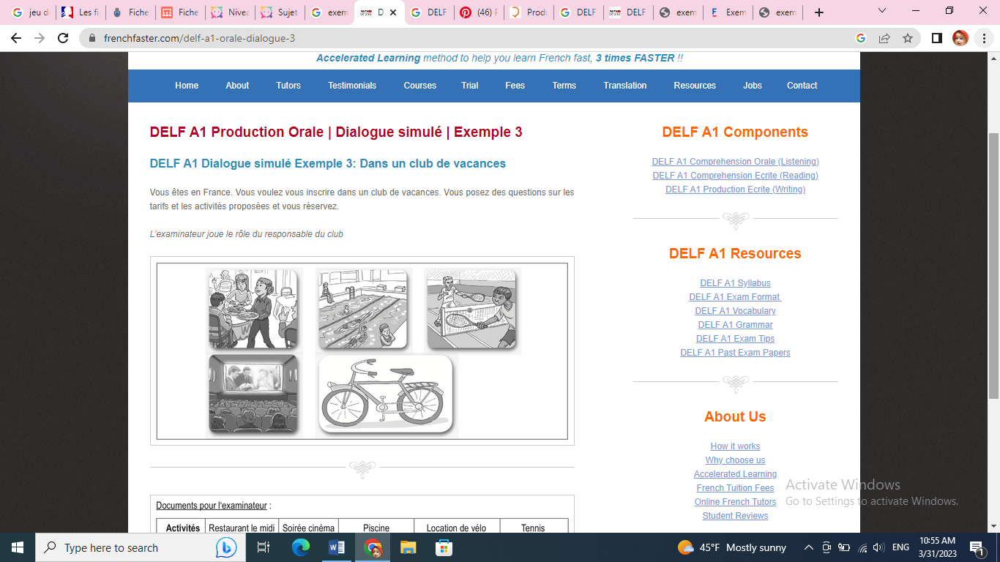 jeu d
Les fi
Fiche
Fiche
Nivea
Sujet
exem
D
DELF
(46) F
Produ
DELF
DELF
exem
Exem
exem
frenchfaster.com/delf-a1-orale-dialogue-3
Accelerated Learning method to help you learn French fast, 3 times FASTER !!
Home About Tutors Testimonials Courses Trial Fees Terms Translation Resources Jobs Contact
DELF A1 Production Orale | Dialogue simulé | Exemple 3
DELF A1 Dialogue simulé Exemple 3: Dans un club de vacances
Vous êtes en France. Vous voulez vous inscrire dans un club de vacances. Vous posez des questions sur les
tarifs et les activités proposées et vous réservez.
L'examinateur joue le rôle du responsable du club
Documents pour l'examinateur :
Activités Restaurant le midi Soirée cinéma Piscine Location de vélo Tennis
DELF A1 Components
DELF A1 Comprehension Orale (Listening)
DELF A1 Comprehension Ecrite (Reading)
DELF A1 Production Ecrite (Writing)
DELF A1 Resources
DELF A1 Syllabus
DELF A1 Exam Format
DELF A1 Vocabulary
DELF A1 Grammar
DELF A1 Exam Tips
DELF A1 Past Exam Papers
About Us
How it works
Why choose us
Accelerated Learning
French Tuition Fees
Online French Tutors
Student Reviews
Activate Windows
Go to Settings to activate Windows.
Type here to search
45°F Mostly sunny
ENG
10:55 AM
3/31/2023
1